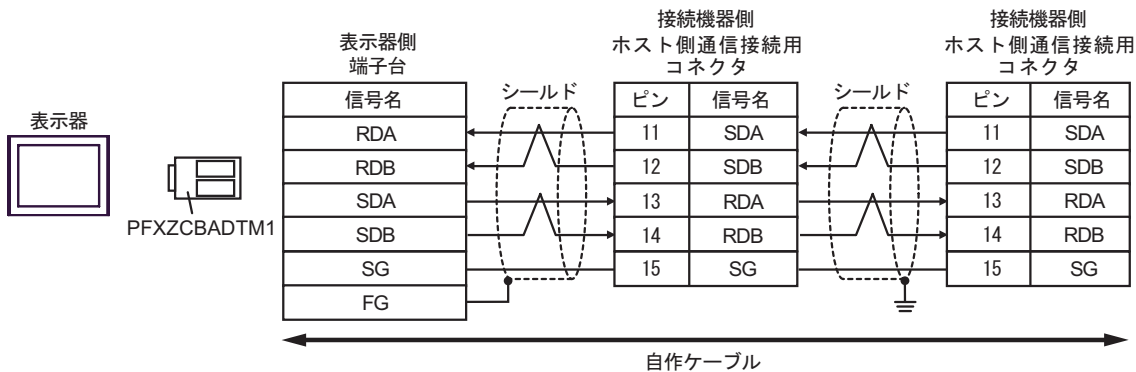 表示器
PFXZCBADTM1
表示器側
端子台
信号名
RDA
RDB
SDA
SDB
SG
FG
シールド
接続機器側
ホスト側通信接続用
コネクタ
ピン 信号名
11 SDA
12 SDB
13 RDA
14 RDB
15 SG
シールド
接続機器側
ホスト側通信接続用
コネクタ
ピン 信号名
11 SDA
12 SDB
13 RDA
14 RDB
15 SG
自作ケーブル